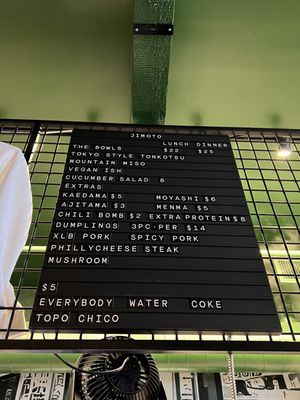 JIMOTO
LUNCH DINNER
THE BOWLS $22 $25
TOKYO STYLE TONKOTSU
MOUNTAIN MISO
VEGAN ISH
CUCUMBER SALAD 8
EXTRAS
KAEDAMA $5 MOYASHI $6
AJITAMA $3 MENMA $5
CHILI BOMB $2 EXTRA PROTEIN $8
DUMPLINGS 3PC-PER $14
XLB PORK SPICY PORK
PHILLYCHEESE STEAK
MUSHROOM
$5
EVERYBODY WATER COKE
TOPO CHICO